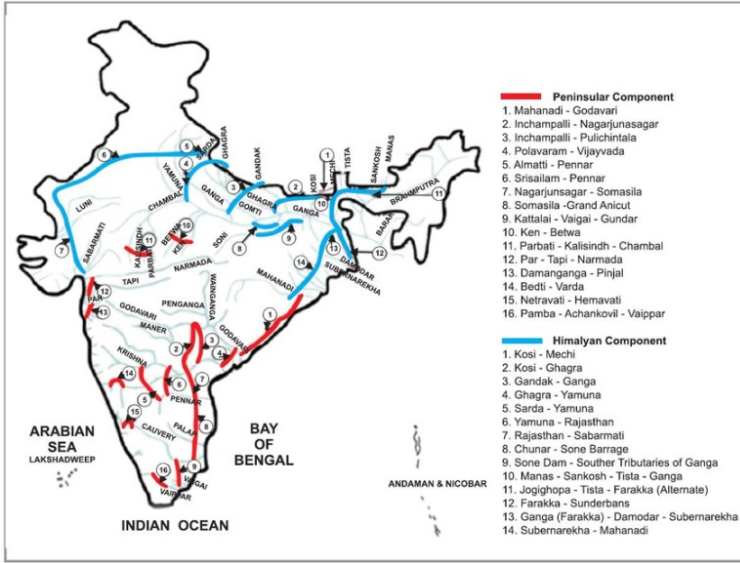 SARDA
GHAGRA
GANDAK
KOSI
MECHI
TISTA
SANKOSH
MANAS
YAMUNA
CHAMBAL
GANGA
GHAGRA
GOMTI
GANGA
BRAHMPUTRA
BARAK
LUNI
SABARMATI
KALISINDH
PARBATI
BETWA
KEN
SONI
DAMODAR
SUBARNAREKHA
MAHANADI
NARMADA
TAPI
PAR
WAINGANGA
PENGANGA
GODAVARI
MANER
GODAVARI
KRISHNA
PENNAR
PALAR
CAUVERY
VAIGAI
VAIPPAR
ARABIAN
SEA
LAKSHADWEEP
BAY
OF
BENGAL
ANDAMAN & NICOBAR
INDIAN OCEAN
Peninsular Component
1. Mahanadi - Godavari
2. Inchampalli - Nagarjunasagar
3. Inchampalli - Pulichintala
4. Polavaram - Vijayvada
5. Almatti - Pennar
6. Srisailam - Pennar
7. Nagarjunsagar - Somasila
8. Somasila -Grand Anicut
9. Kattalai - Vaigai - Gundar
10. Ken - Betwa
11. Parbati - Kalisindh - Chambal
12. Par - Tapi - Narmada
13. Damanganga - Pinjal
14. Bedti - Varda
15. Netravati - Hemavati
16. Pamba - Achankovil - Vaippar
Himalyan Component
1. Kosi - Mechi
2. Kosi - Ghagra
3. Gandak - Ganga
4. Ghagra - Yamuna
5. Sarda - Yamuna
6. Yamuna - Rajasthan
7. Rajasthan - Sabarmati
8. Chunar - Sone Barrage
9. Sone Dam - Souther Tributaries of Ganga
10. Manas - Sankosh - Tista - Ganga
11. Jogighopa - Tista - Farakka (Alternate)
12. Farakka - Sunderbans
13. Ganga (Farakka) - Damodar - Subernarekha
14. Subernarekha - Mahanadi